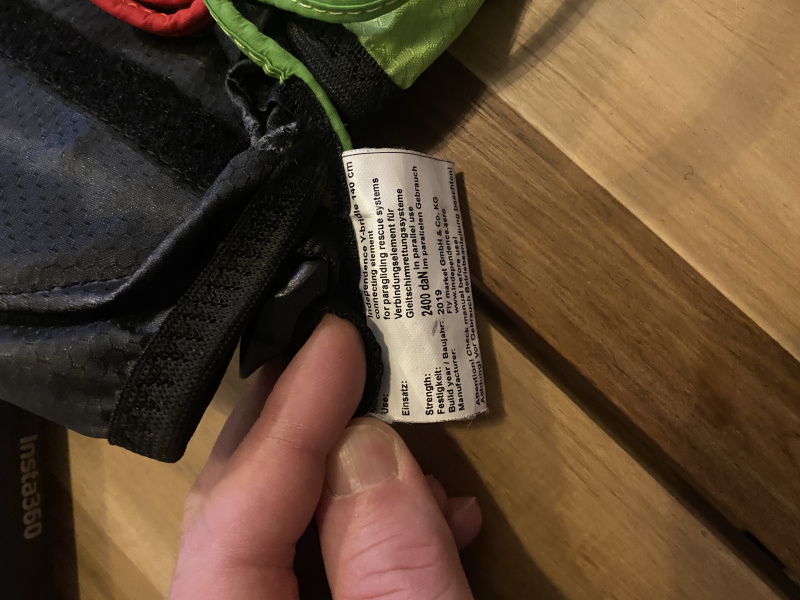 Independence Y-bridle 140 cm
Use: connecting element
for paragliding rescue systems
Einsatz: Verbindungselement für
Gleitschirmrettungssysteme
Strength: 2400 daN in parallel use
Festigkeit: im parallelen Gebrauch
Build year / Baujahr: 2019
Manufacturer: Fly market GmbH & Co. KG
www.independence.aero
Attention! Check manual before use!
Achtung! Vor Gebrauch Betriebsanleitung beachten!
Insta360